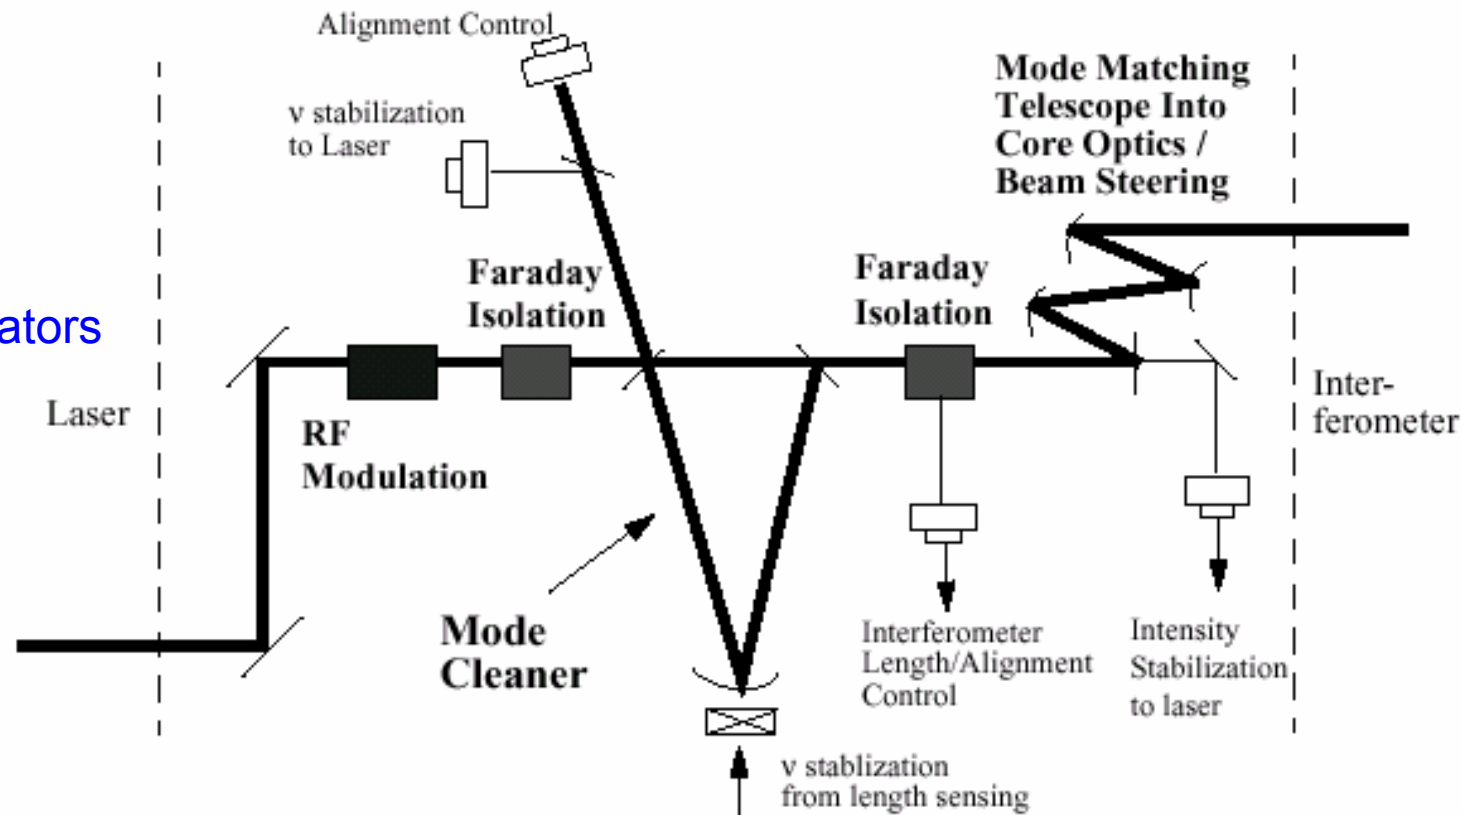 Alignment Control
ν stabilization
to Laser
Mode Matching
Telescope Into
Core Optics /
Beam Steering
Faraday
Isolation
Faraday
Isolation
ators
Laser
RF
Modulation
Inter-
ferometer
Mode
Cleaner
Interferometer
Length/Alignment
Control
Intensity
Stabilization
to laser
ν stablization
from length sensing